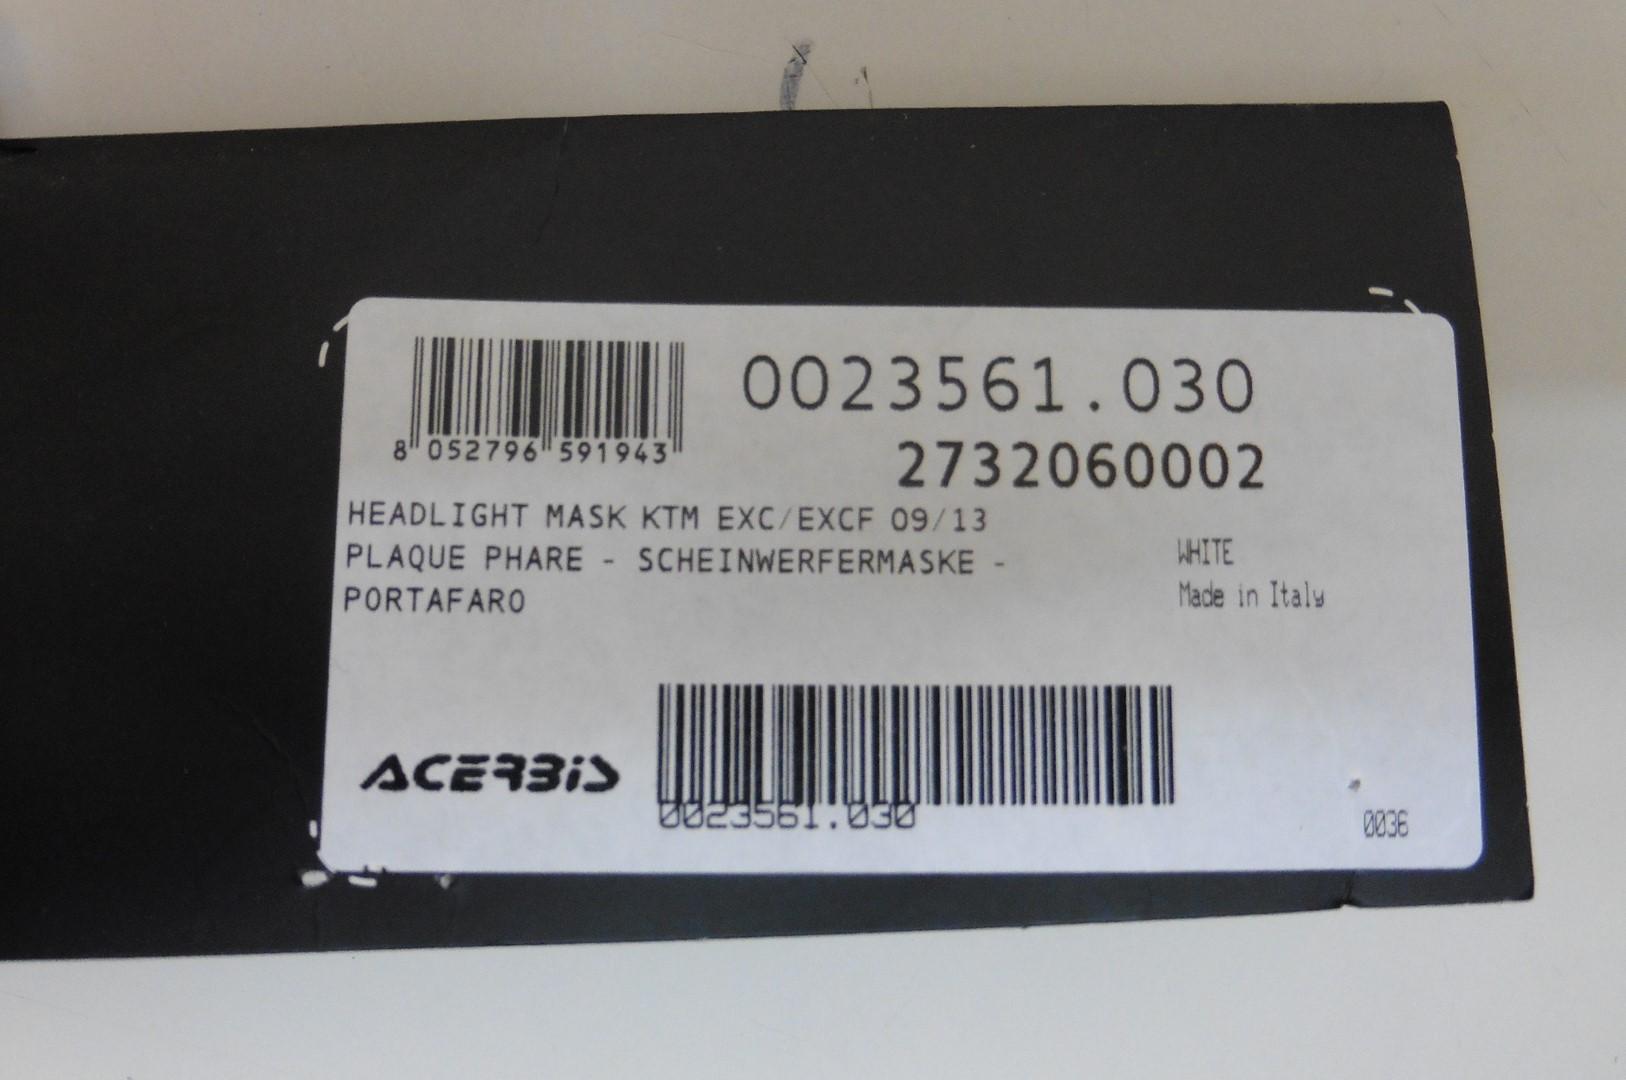 0023561.030
2732060002
8 052796 591943
HEADLIGHT MASK KTM EXC/EXCF 09/13
PLAQUE PHARE - SCHEINWERFERMASKE -
PORTAFARO
WHITE
Made in Italy
ACERBIS
0023561.030
0036